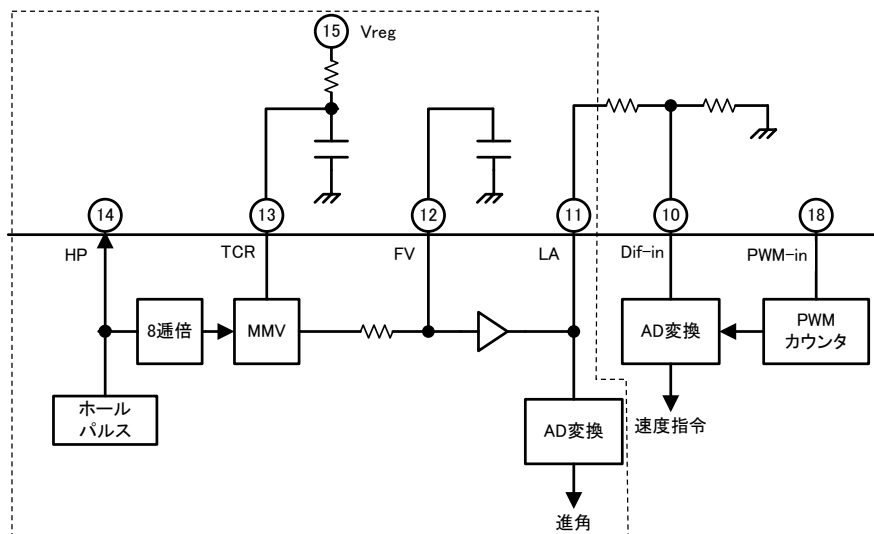 15
Vreg
14
13
12
11
10
18
HP
TCR
FV
LA
Dif-in
PWM-in
8逓倍
MMV
AD変換
PWM
カウンタ
ホール
パルス
AD変換
速度指令
進角